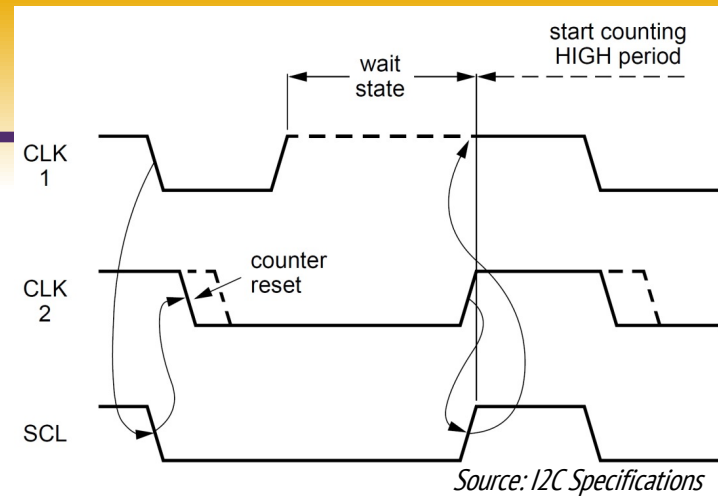 start counting
HIGH period
wait
state
CLK
1
counter
reset
CLK
2
SCL
Source: I2C Specifications